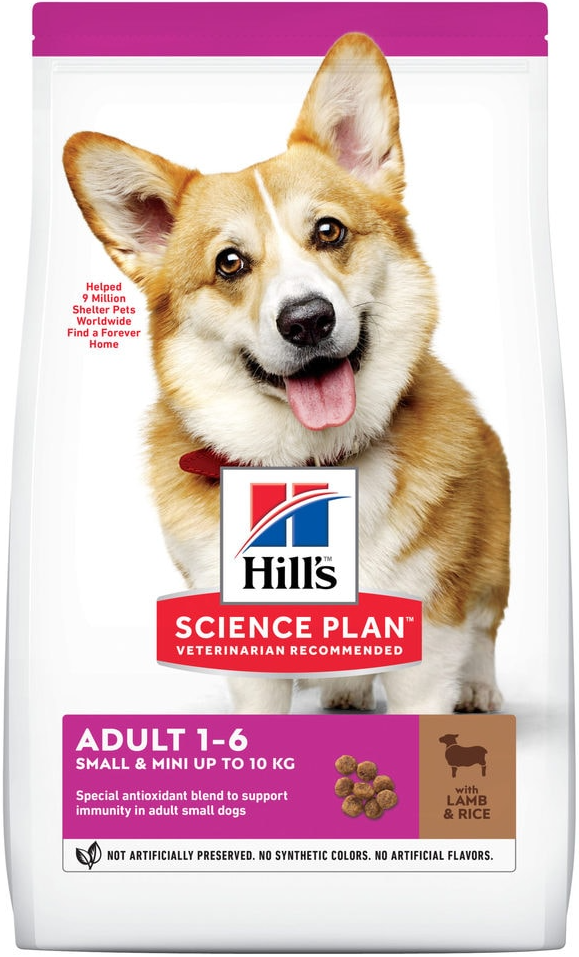 Helped
9 Million
Shelter Pets
Worldwide
Find a Forever
Home
Hill's™
SCIENCE PLAN™
VETERINARIAN RECOMMENDED
ADULT 1-6
SMALL & MINI UP TO 10 KG
Special antioxidant blend to support
immunity in adult small dogs
with
LAMB
& RICE
NOT ARTIFICIALLY PRESERVED. NO SYNTHETIC COLORS. NO ARTIFICIAL FLAVORS.